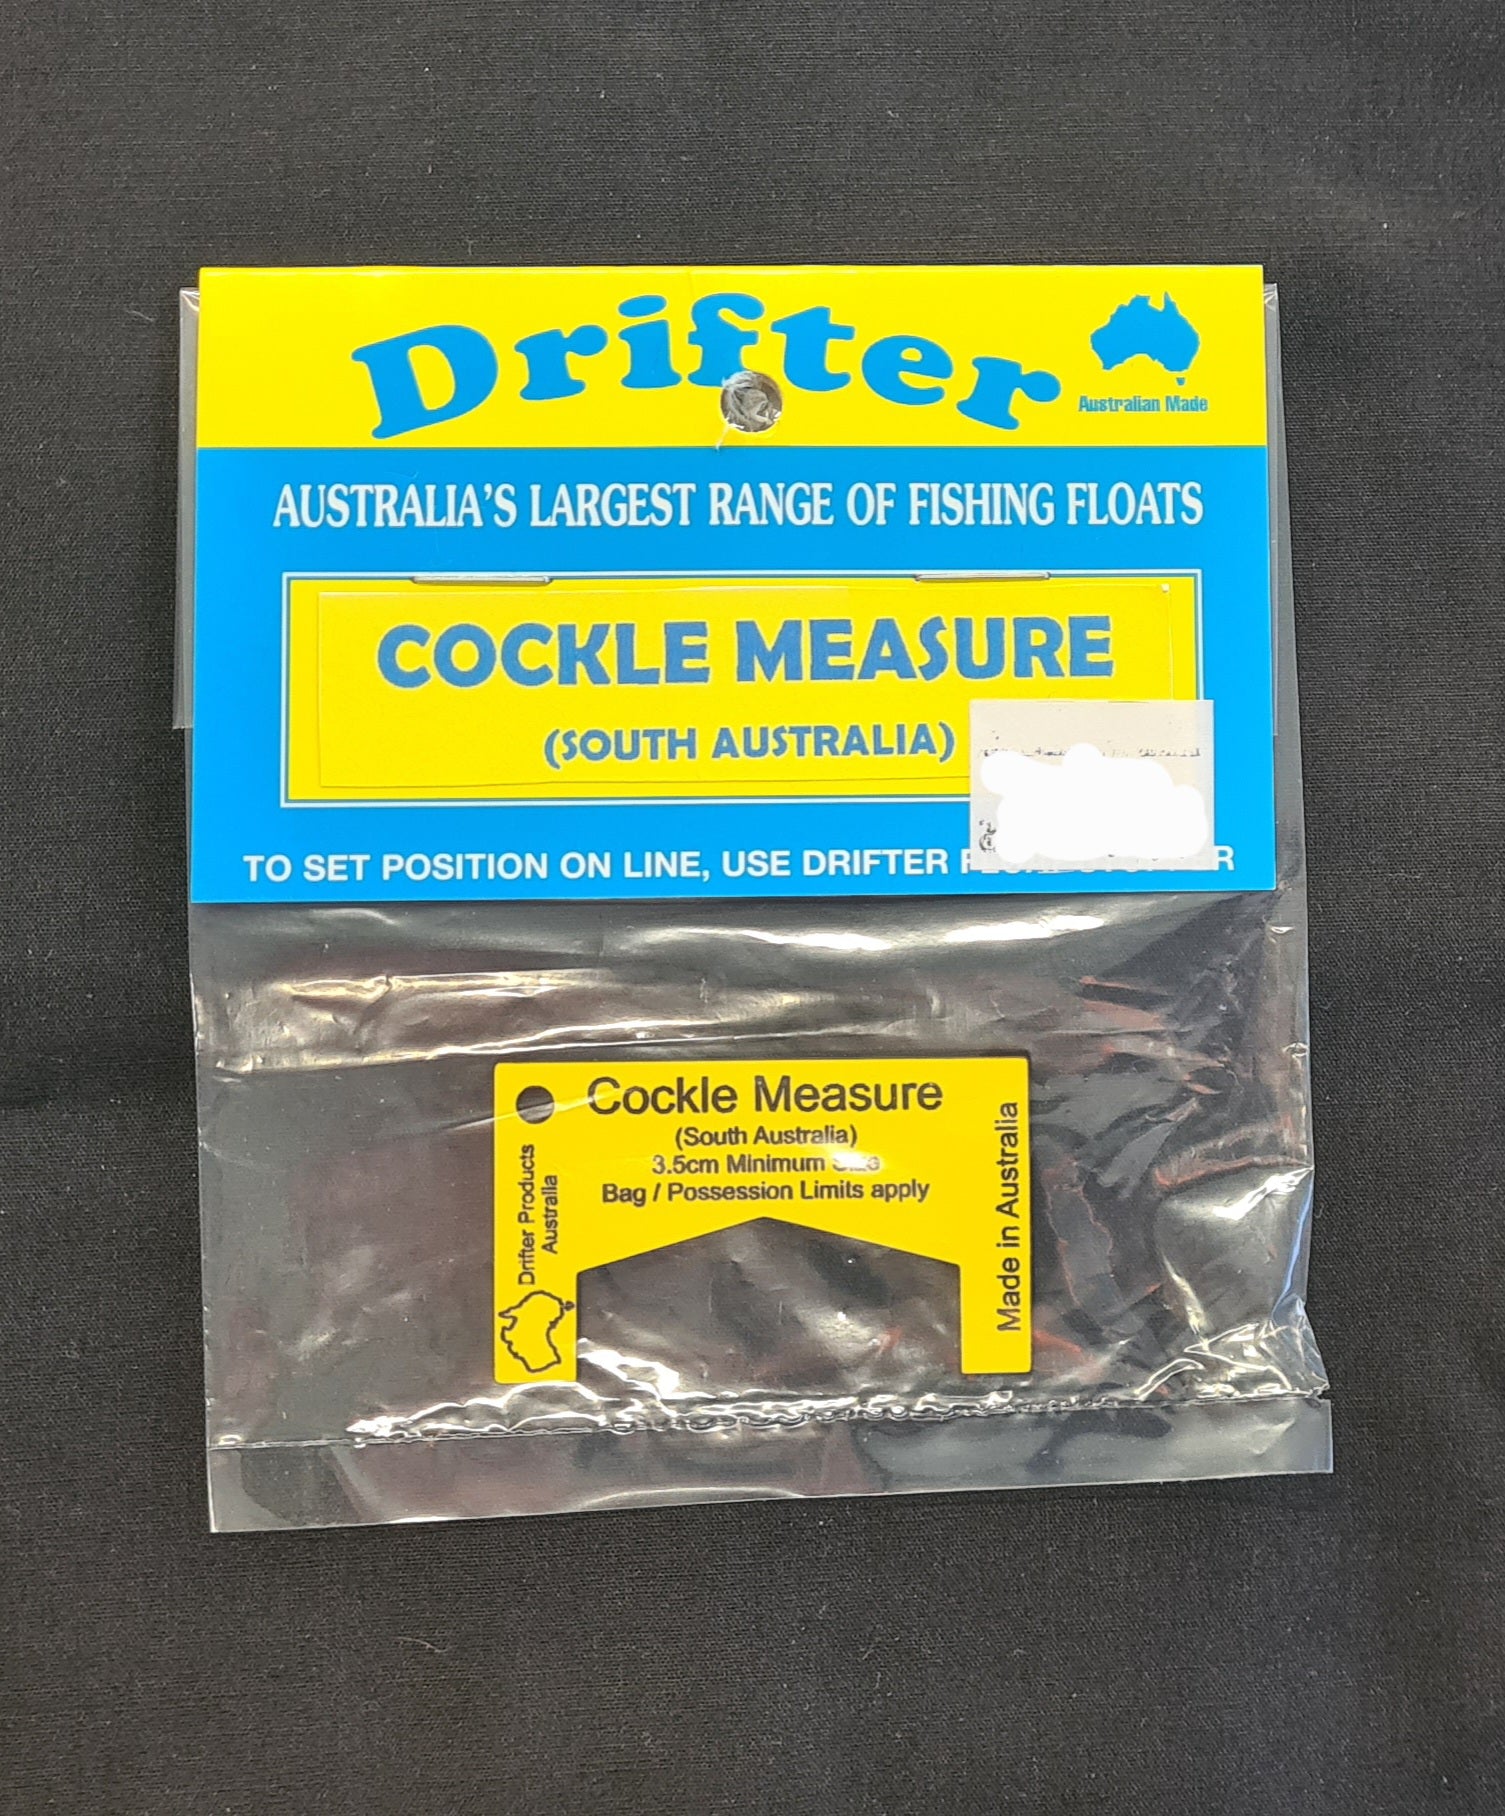 Drifter
Australian Made
AUSTRALIA'S LARGEST RANGE OF FISHING FLOATS
COCKLE MEASURE
(SOUTH AUSTRALIA)
TO SET POSITION ON LINE, USE DRIFTER
Cockle Measure
(South Australia)
3.5cm Minimum
Bag / Possession Limits apply
Drifter Products
Australia
Made in Australia